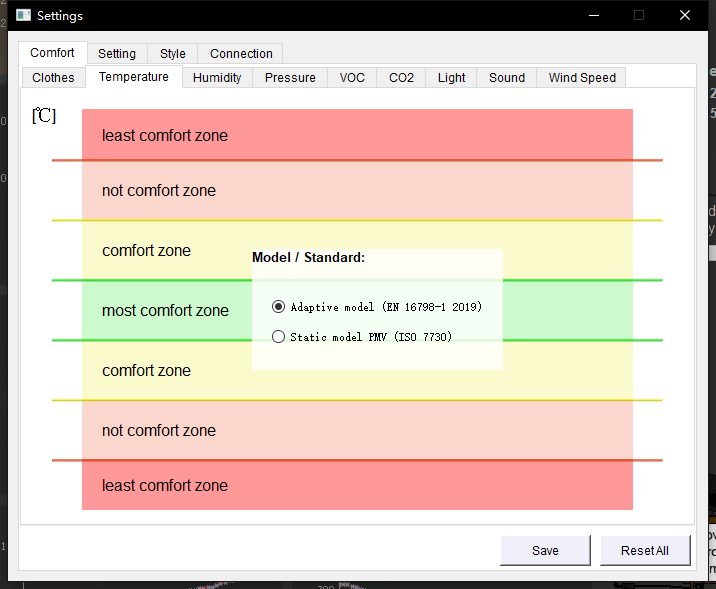 Settings
Comfort Setting Style Connection
Clothes Temperature Humidity Pressure VOC CO2 Light Sound Wind Speed
[℃]
least comfort zone
not comfort zone
comfort zone
Model / Standard:
most comfort zone
Adaptive model (EN 16798-1 2019)
Static model PMV (ISO 7730)
comfort zone
not comfort zone
least comfort zone
Save Reset All